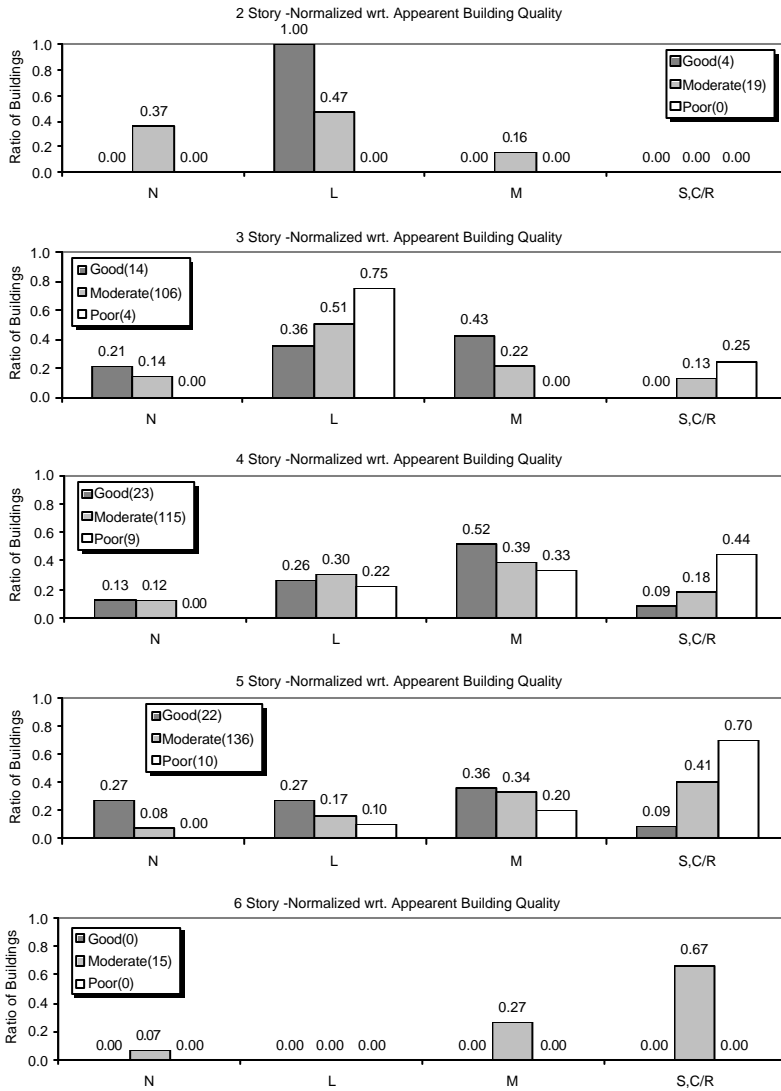 2 Story -Normalized wrt. Appearent Building Quality
1.00
1.0
0.8
0.6
0.4
0.2
0.0
Ratio of Buildings
Good(4)
Moderate(19)
Poor(0)
0.00 0.37 0.00
0.47 0.00
0.00 0.16 0.00
0.00 0.00 0.00
N L M S,C/R
3 Story -Normalized wrt. Appearent Building Quality
1.0
0.8
0.6
0.4
0.2
0.0
Ratio of Buildings
Good(14)
Moderate(106)
Poor(4)
0.21 0.14 0.00
0.36 0.51 0.75
0.43 0.22 0.00
0.00 0.13 0.25
N L M S,C/R
4 Story -Normalized wrt. Appearent Building Quality
1.0
0.8
0.6
0.4
0.2
0.0
Ratio of Buildings
Good(23)
Moderate(115)
Poor(9)
0.13 0.12 0.00
0.26 0.30 0.22
0.52 0.39 0.33
0.09 0.18 0.44
N L M S,C/R
5 Story -Normalized wrt. Appearent Building Quality
1.0
0.8
0.6
0.4
0.2
0.0
Ratio of Buildings
Good(22)
Moderate(136)
Poor(10)
0.27 0.08 0.00
0.27 0.17 0.10
0.36 0.34 0.20
0.09 0.41 0.70
N L M S,C/R
6 Story -Normalized wrt. Appearent Building Quality
1.0
0.8
0.6
0.4
0.2
0.0
Ratio of Buildings
Good(0)
Moderate(15)
Poor(0)
0.00 0.07 0.00
0.00 0.00 0.00
0.00 0.27 0.00
0.00 0.67 0.00
N L M S,C/R